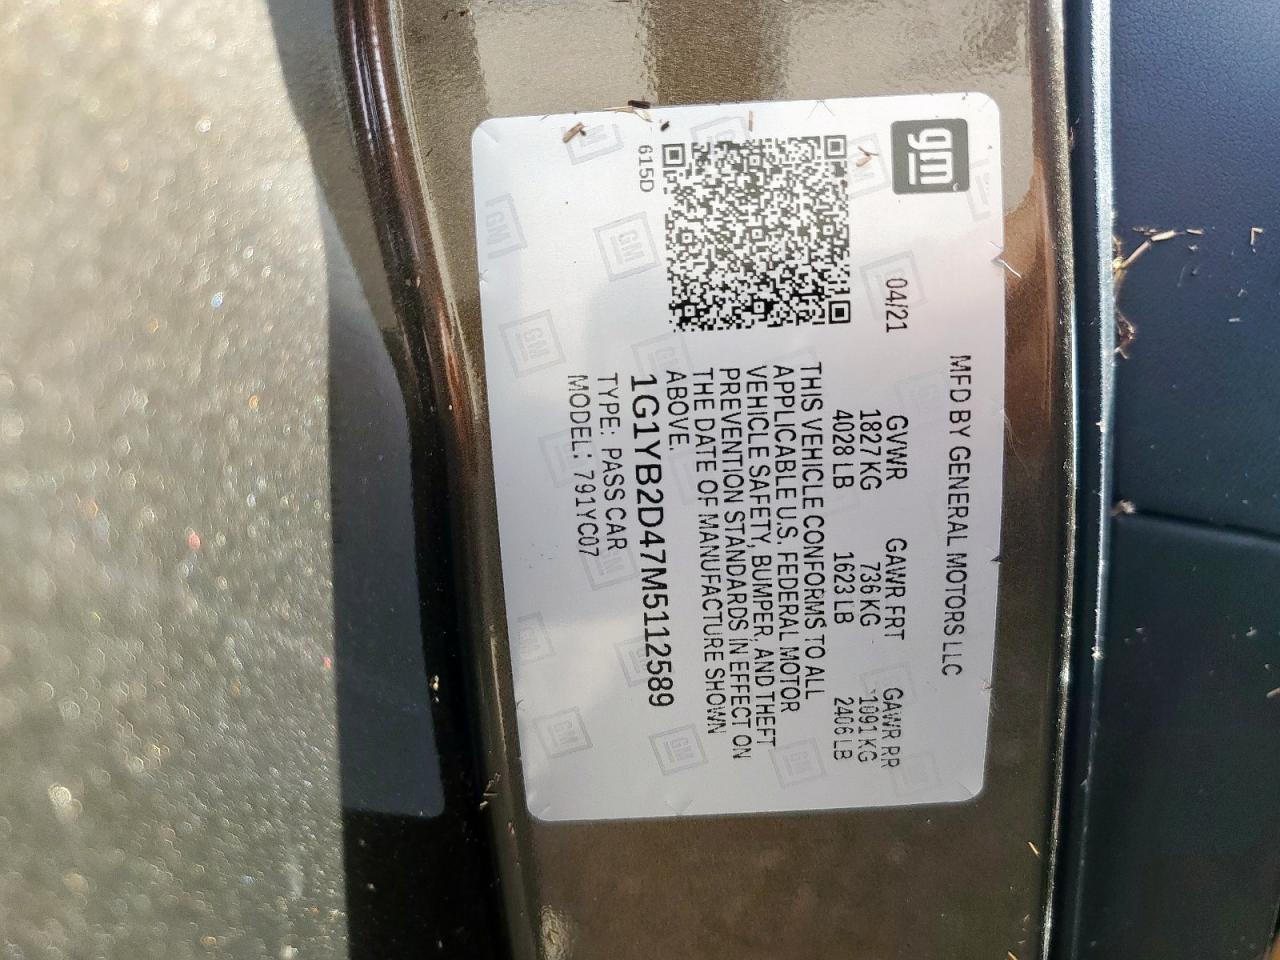 gm
MFD BY GENERAL MOTORS LLC
04/21
GVWR GAWR FRT GAWR RR
1827 KG 736 KG 1091 KG
4028 LB 1623 LB 2406 LB
THIS VEHICLE CONFORMS TO ALL
APPLICABLE U.S. FEDERAL MOTOR
VEHICLE SAFETY, BUMPER, AND THEFT
PREVENTION STANDARDS IN EFFECT ON
THE DATE OF MANUFACTURE SHOWN
ABOVE.
1G1YB2D47M5112589
TYPE: PASS CAR
MODEL: 791YC07
615D